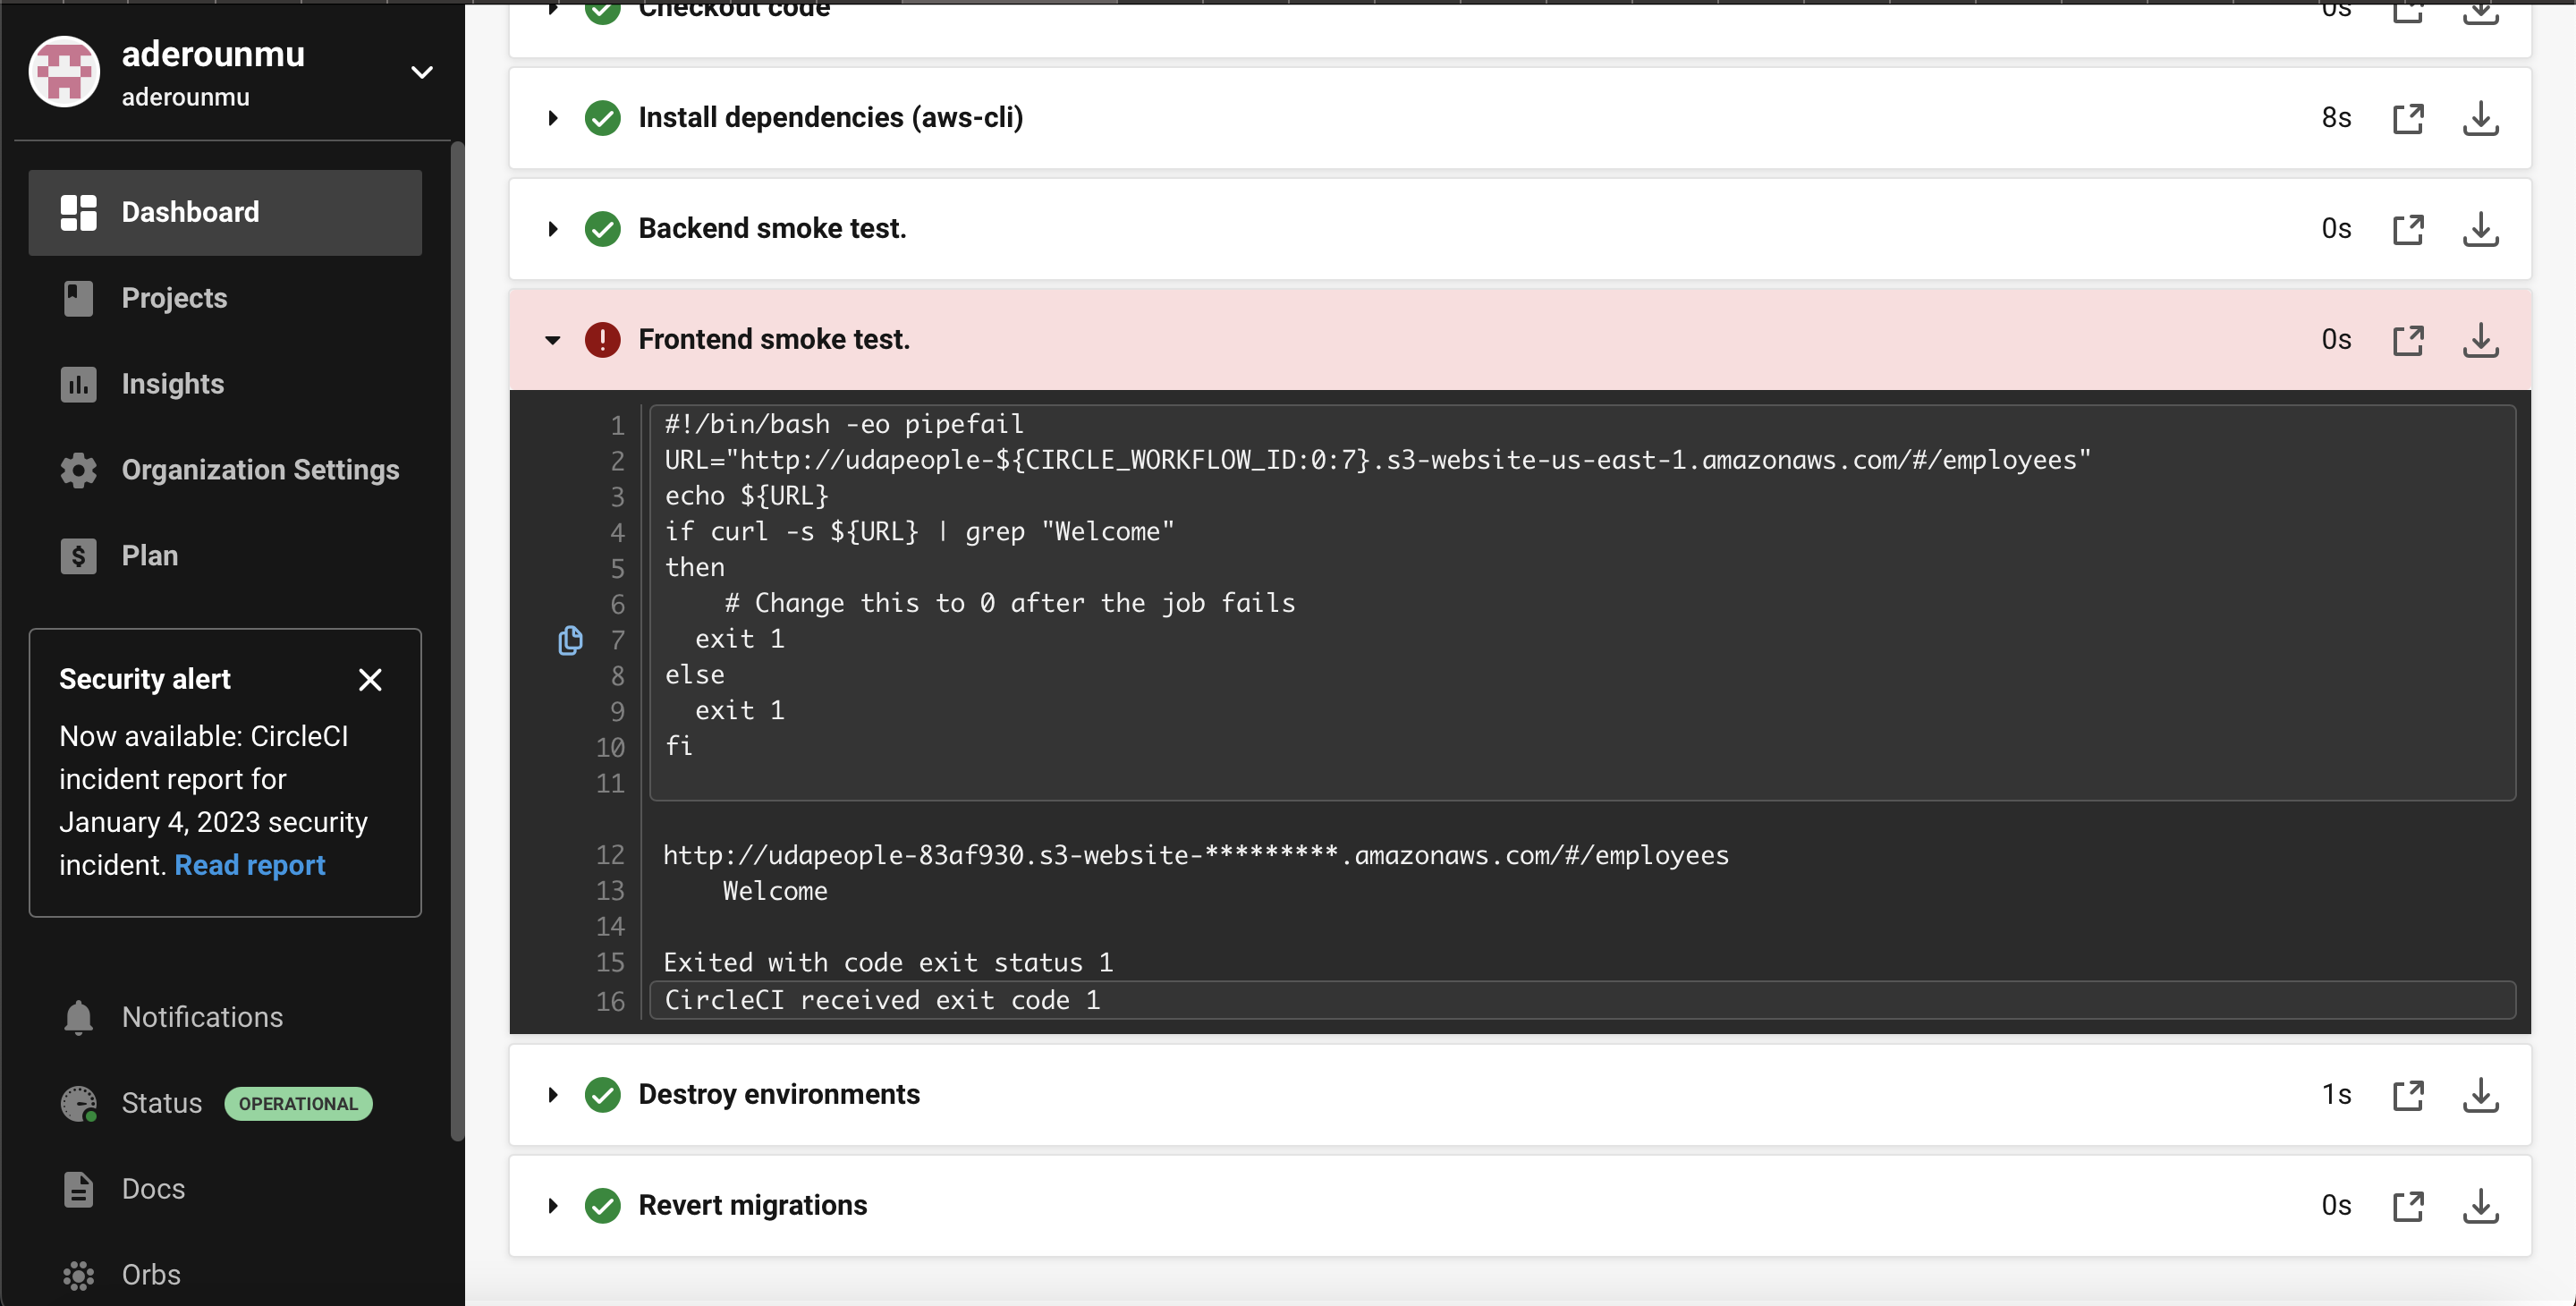 aderounmu
aderounmu
Dashboard
Projects
Insights
Organization Settings
Plan
Security alert
Now available: CircleCI
incident report for
January 4, 2023 security
incident. Read report
Notifications
Status OPERATIONAL
Docs
Orbs
Checkout code 0s
Install dependencies (aws-cli) 8s
Backend smoke test. 0s
Frontend smoke test. 0s
1 #!/bin/bash -eo pipefail
2 URL="http://udapeople-${CIRCLE_WORKFLOW_ID:0:7}.s3-website-us-east-1.amazonaws.com/#/employees"
3 echo ${URL}
4 if curl -s ${URL} | grep "Welcome"
5 then
6     # Change this to 0 after the job fails
7   exit 1
8 else
9   exit 1
10 fi
11
12 http://udapeople-83af930.s3-website-*********.amazonaws.com/#/employees
13     Welcome
14
15 Exited with code exit status 1
16 CircleCI received exit code 1
Destroy environments 1s
Revert migrations 0s